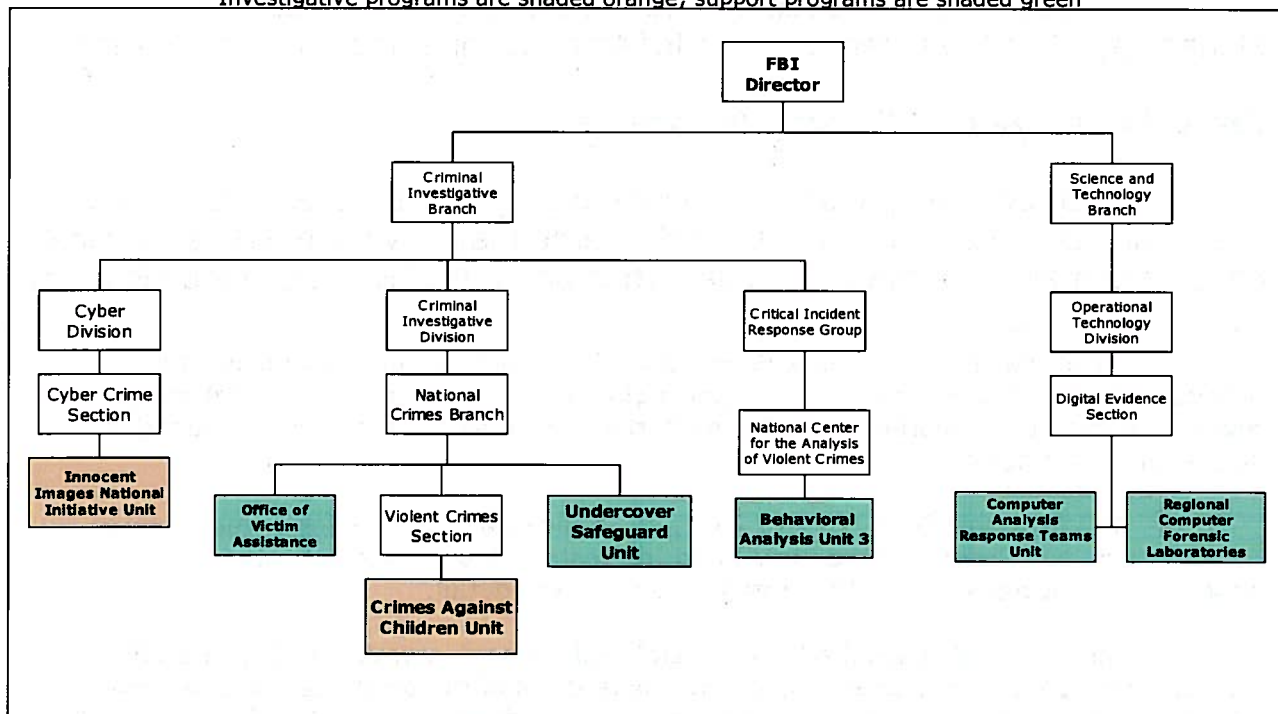 Investigative programs are shaded orange; support programs are shaded green
FBI
Director
Criminal
Investigative
Branch
Science and
Technology
Branch
Cyber
Division
Criminal
Investigative
Division
Critical Incident
Response Group
Operational
Technology
Division
Cyber Crime
Section
National
Crimes Branch
National Center
for the Analysis
of Violent Crimes
Digital Evidence
Section
Innocent
Images National
Initiative Unit
Office of
Victim
Assistance
Violent Crimes
Section
Undercover
Safeguard
Unit
Behavioral
Analysis Unit 3
Computer
Analysis
Response Teams
Unit
Regional
Computer
Forensic
Laboratories
Crimes Against
Children Unit